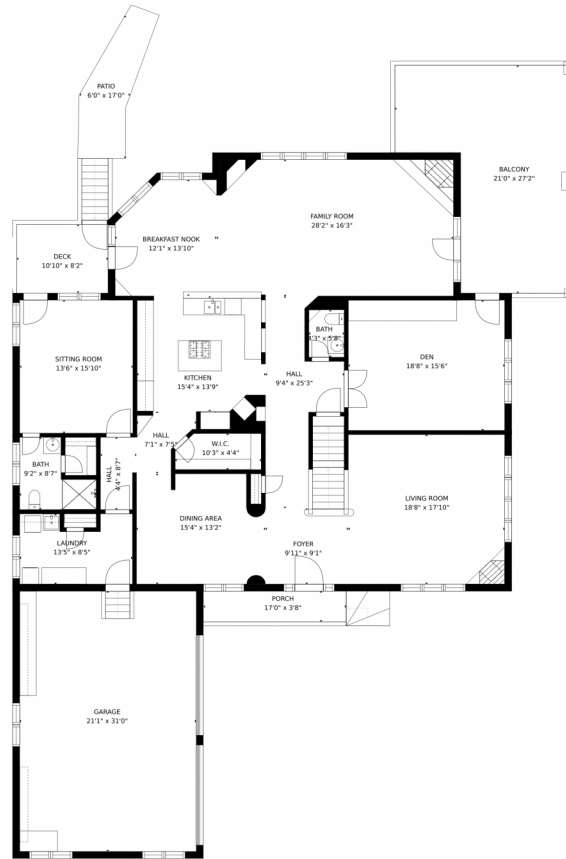 PATIO
6'0" x 17'0"
BALCONY
21'0" x 27'2"
FAMILY ROOM
28'2" x 16'3"
BREAKFAST NOOK
12'1" x 13'10"
DECK
10'10" x 8'2"
BATH
4'3" x 5'8"
SITTING ROOM
13'6" x 15'10"
DEN
18'8" x 15'6"
KITCHEN
15'4" x 13'9"
HALL
9'4" x 25'3"
HALL
7'1" x 7'5"
W.I.C.
10'3" x 4'4"
BATH
9'2" x 8'7"
HALL
4'4" x 8'7"
LIVING ROOM
18'8" x 17'10"
DINING AREA
15'4" x 13'2"
LAUNDRY
13'5" x 8'5"
FOYER
9'11" x 9'1"
PORCH
17'0" x 3'8"
GARAGE
21'1" x 31'0"